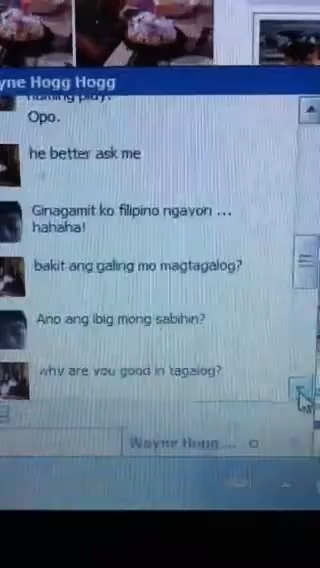 yne Hogg Hogg
Opo.
he better ask me
Ginagamit ko filipino ngayon ...
hahaha!
bakit ang galing mo magtagalog?
Ano ang ibig mong sabihin?
why are you good in tagalog?
Wayne Hogg ...